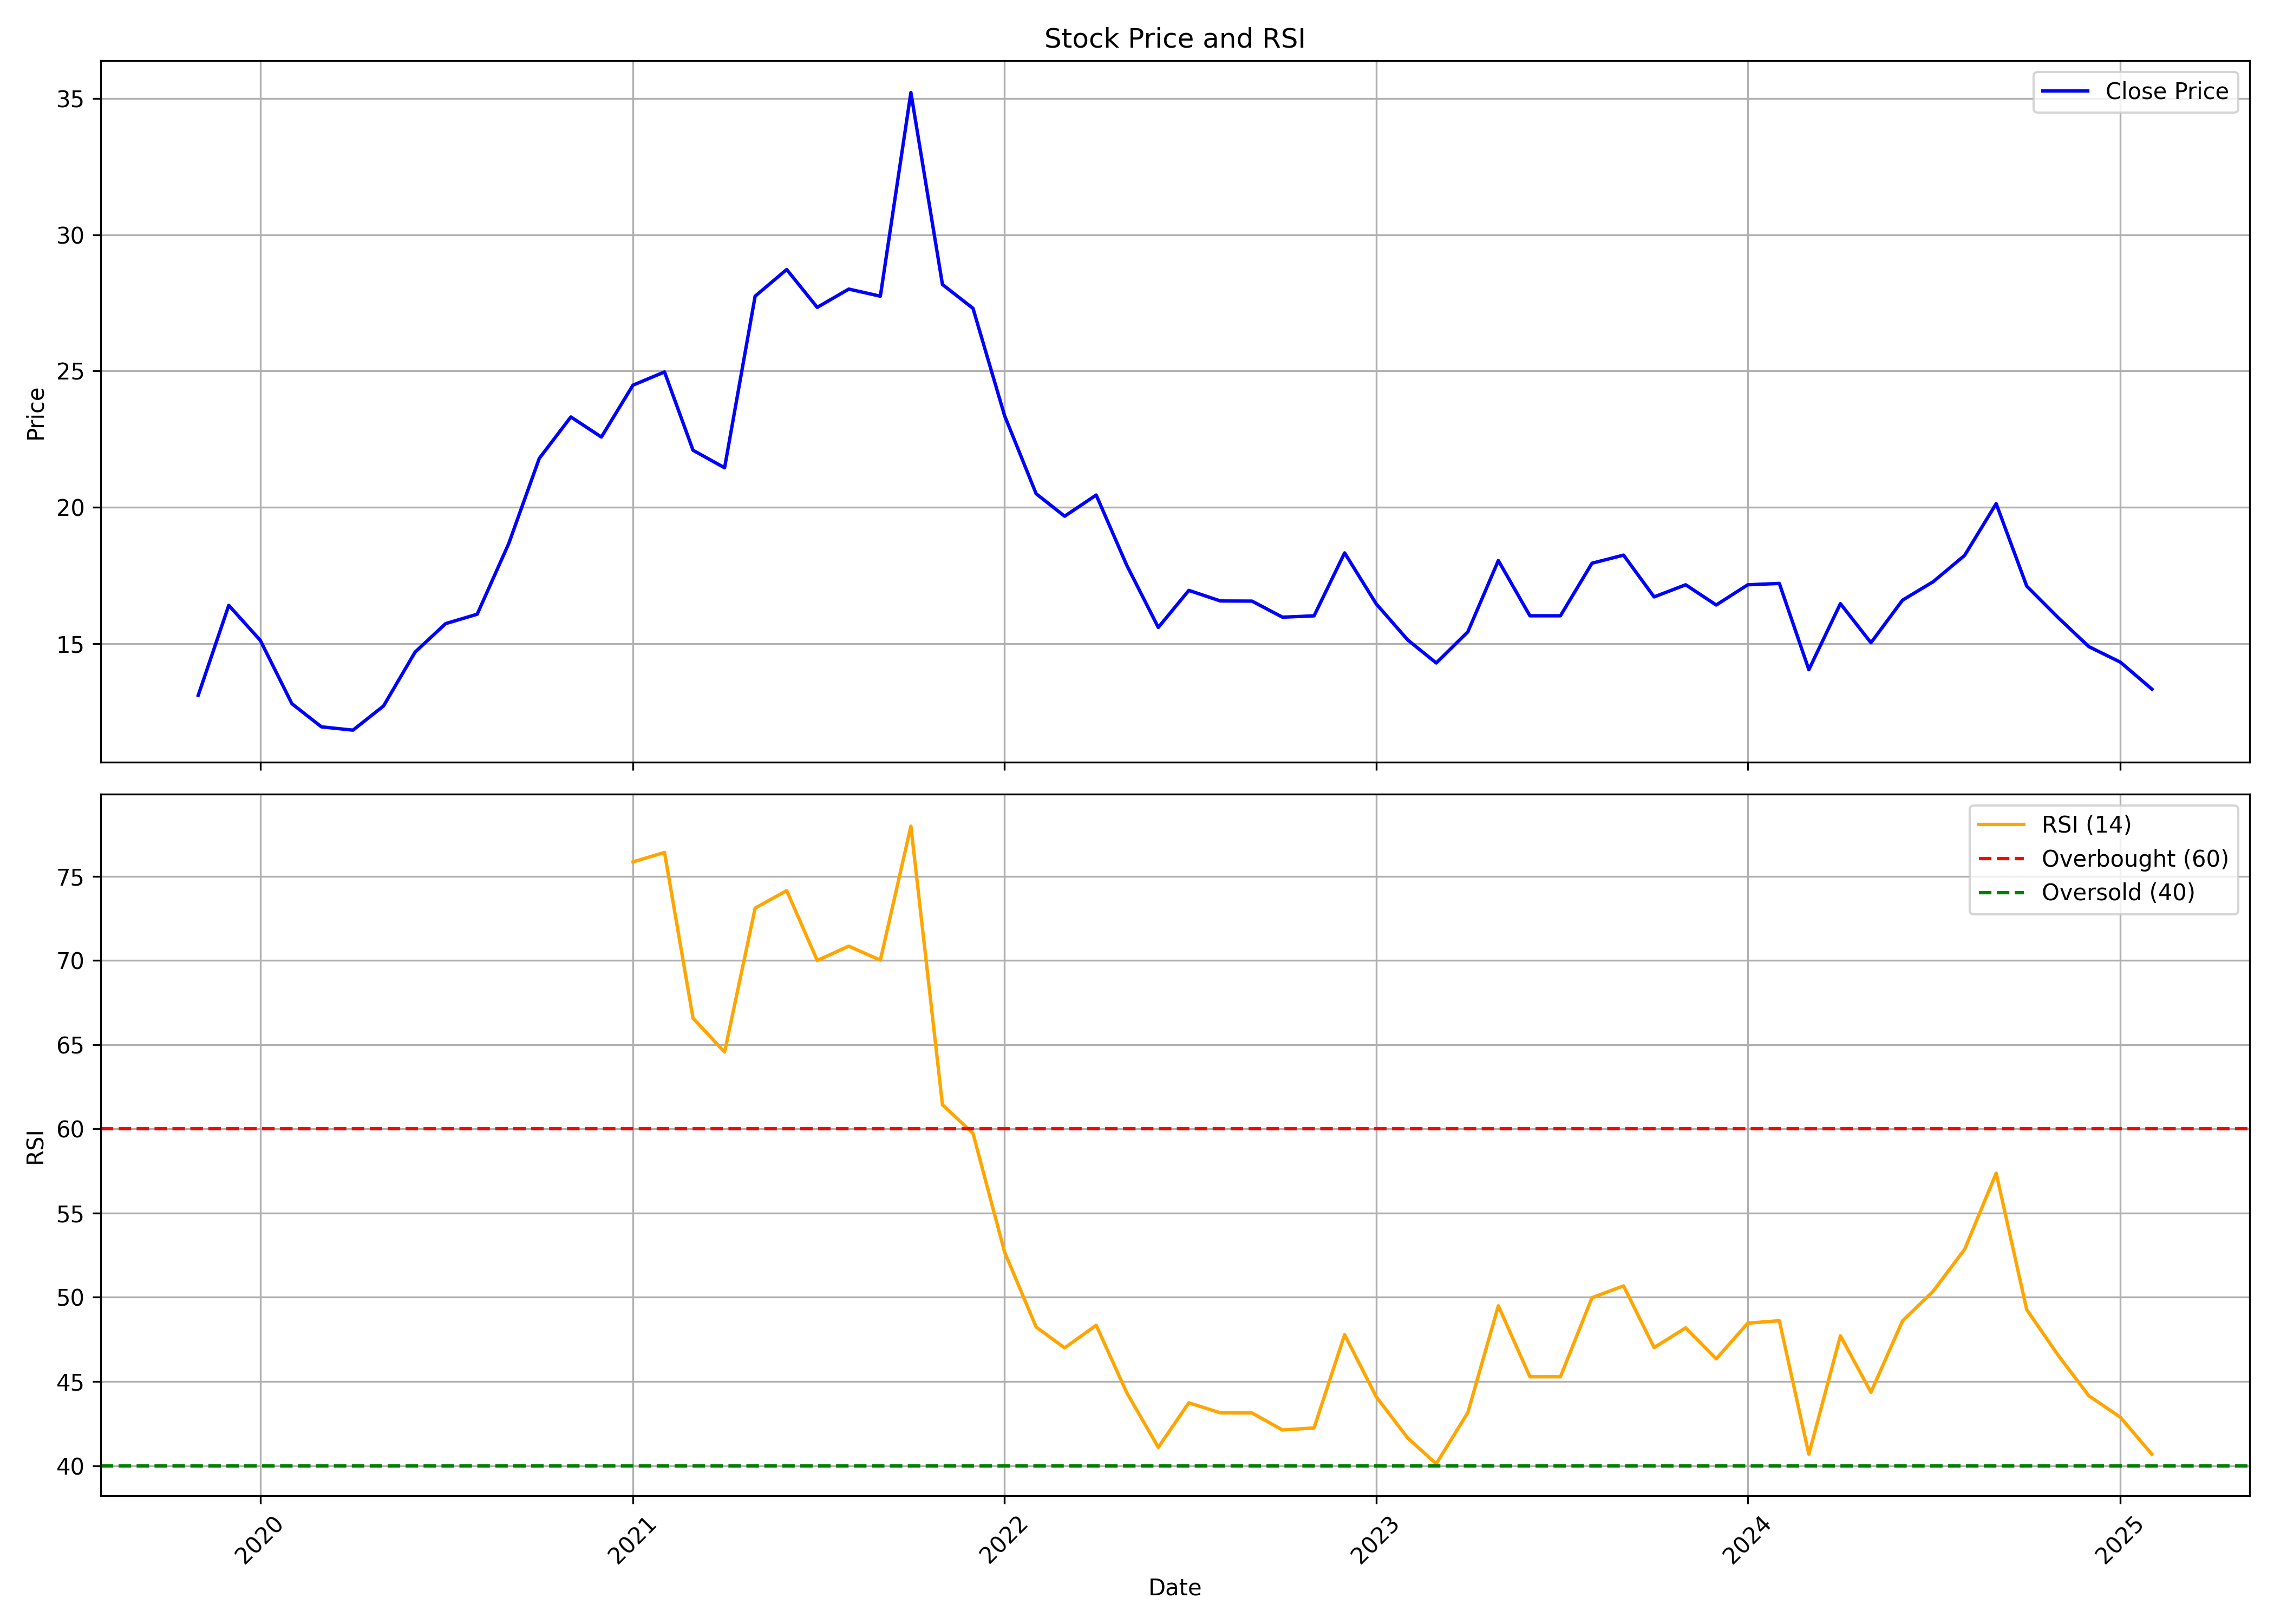 Stock Price and RSI
Close Price
35
30
25
20
15
Price
RSI (14)
Overbought (60)
Oversold (40)
75
70
65
60
55
50
45
40
RSI
2020
2021
2022
2023
2024
2025
Date